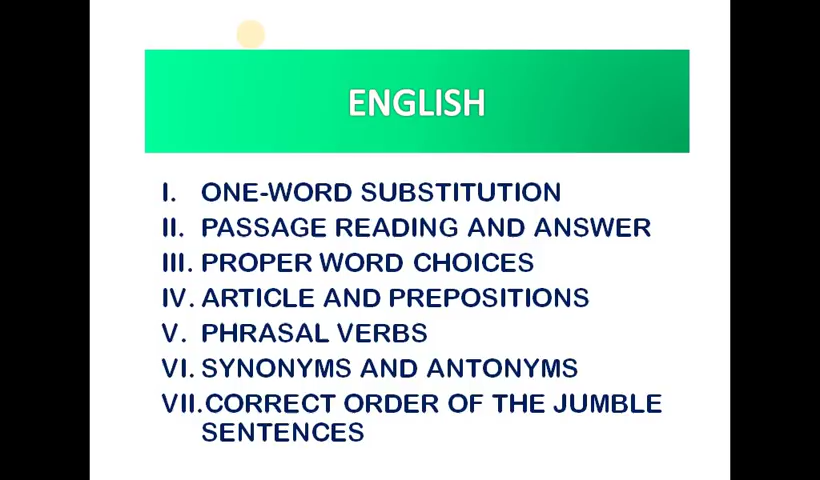 ENGLISH
I. ONE-WORD SUBSTITUTION
II. PASSAGE READING AND ANSWER
III. PROPER WORD CHOICES
IV. ARTICLE AND PREPOSITIONS
V. PHRASAL VERBS
VI. SYNONYMS AND ANTONYMS
VII.CORRECT ORDER OF THE JUMBLE
SENTENCES